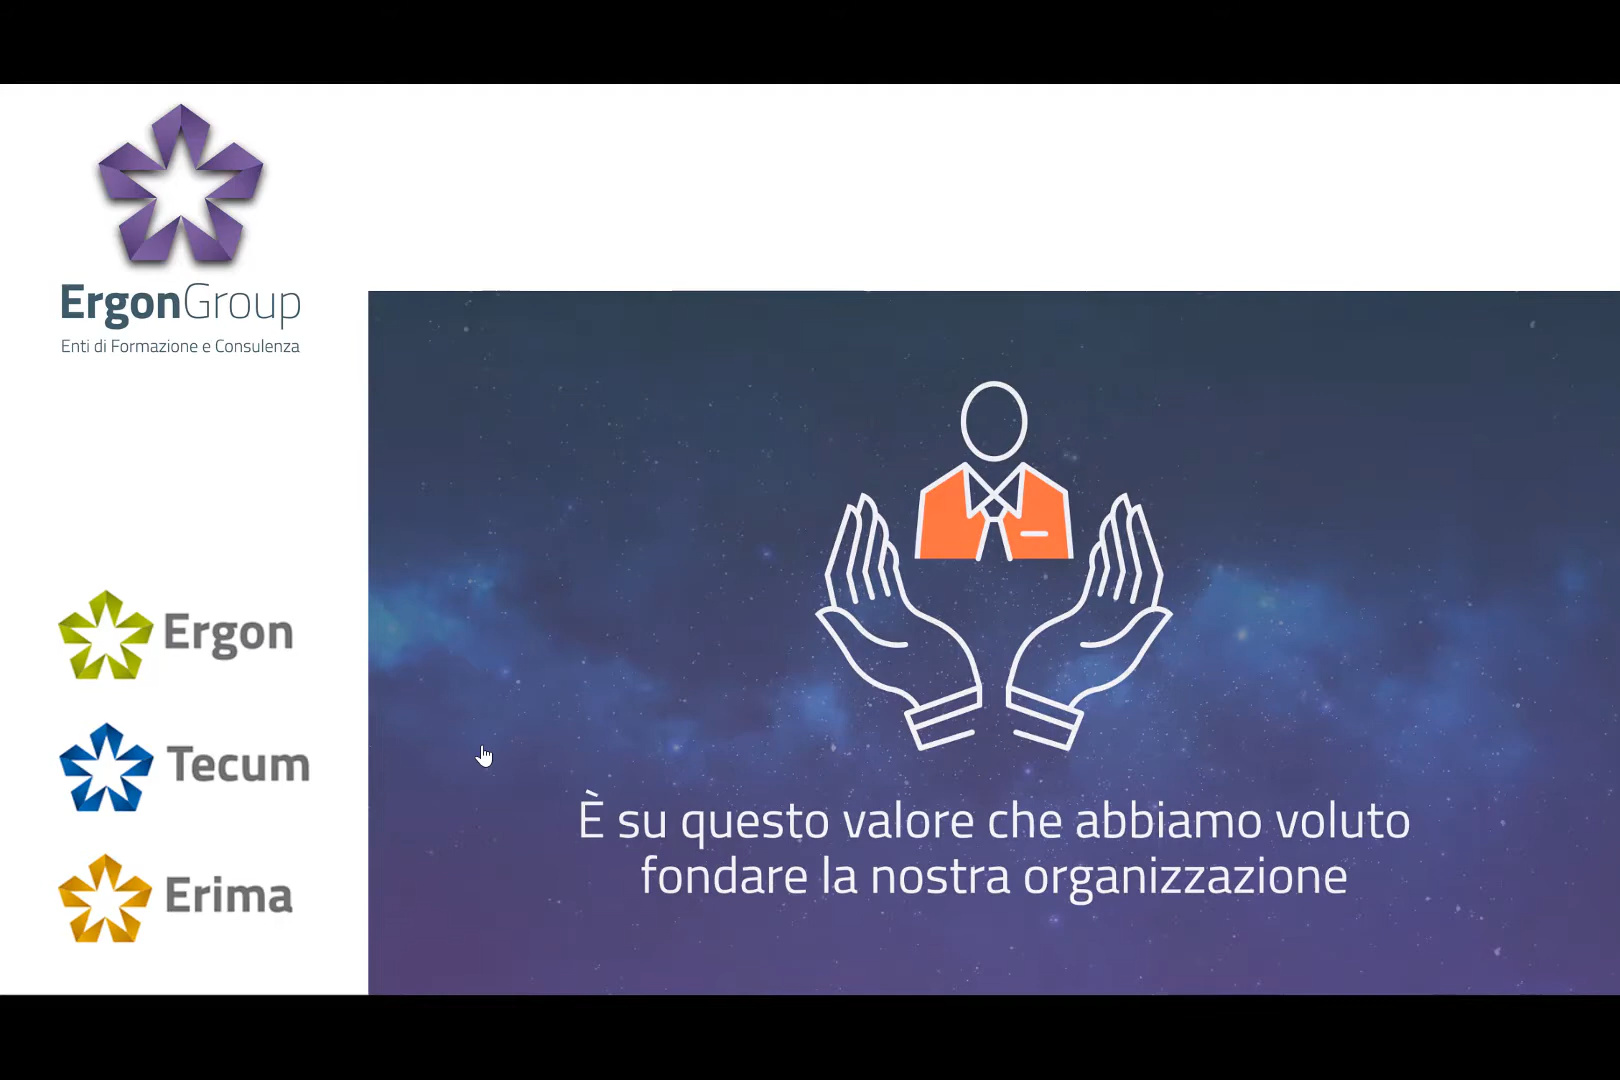 ErgonGroup
Enti di Formazione e Consulenza
Ergon
Tecum
Erima
È su questo valore che abbiamo voluto
fondare la nostra organizzazione